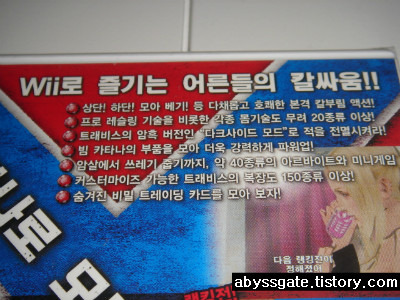 Wii로 즐기는 어른들의 칼싸움!!
상단! 하단! 모아 베기! 등 다채롭고 호쾌한 본격 칼부림 액션!
프로 레슬링 기술을 비롯한 각종 몸기술도 무려 20종류 이상!
트래비스의 암흑 버전인 "다크사이드 모드"로 적을 전멸시켜라!
빔 카타나의 부품을 모아 더욱 강력하게 파워업!
암살에서 쓰레기 줍기까지, 약 40종류의 아르바이트와 미니게임
커스터마이즈 가능한 트래비스의 복장도 150종류 이상!
숨겨진 비밀 트레이딩 카드를 모아 보자!
다음 랭킹전이
정해졌어
랭킹전!
abyssgate.tistory.com